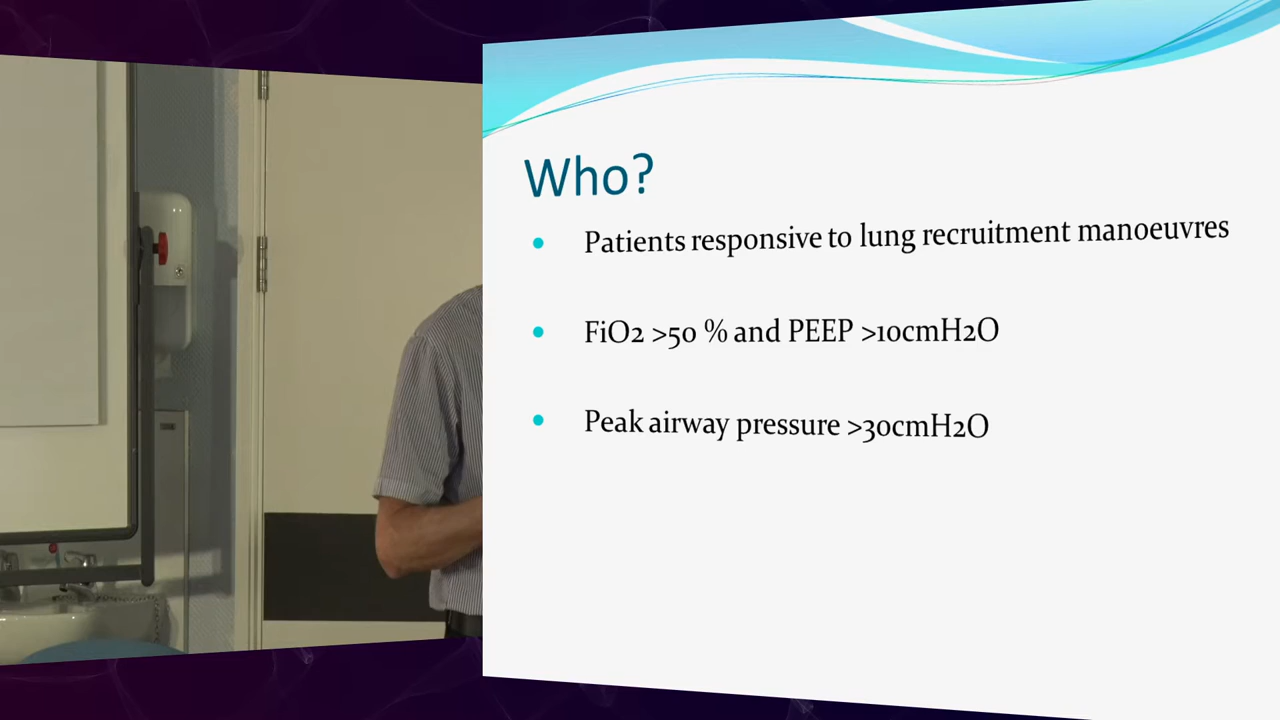 Who?
Patients responsive to lung recruitment manoeuvres
FiO2 >50 % and PEEP >10cmH2O
Peak airway pressure >30cmH2O